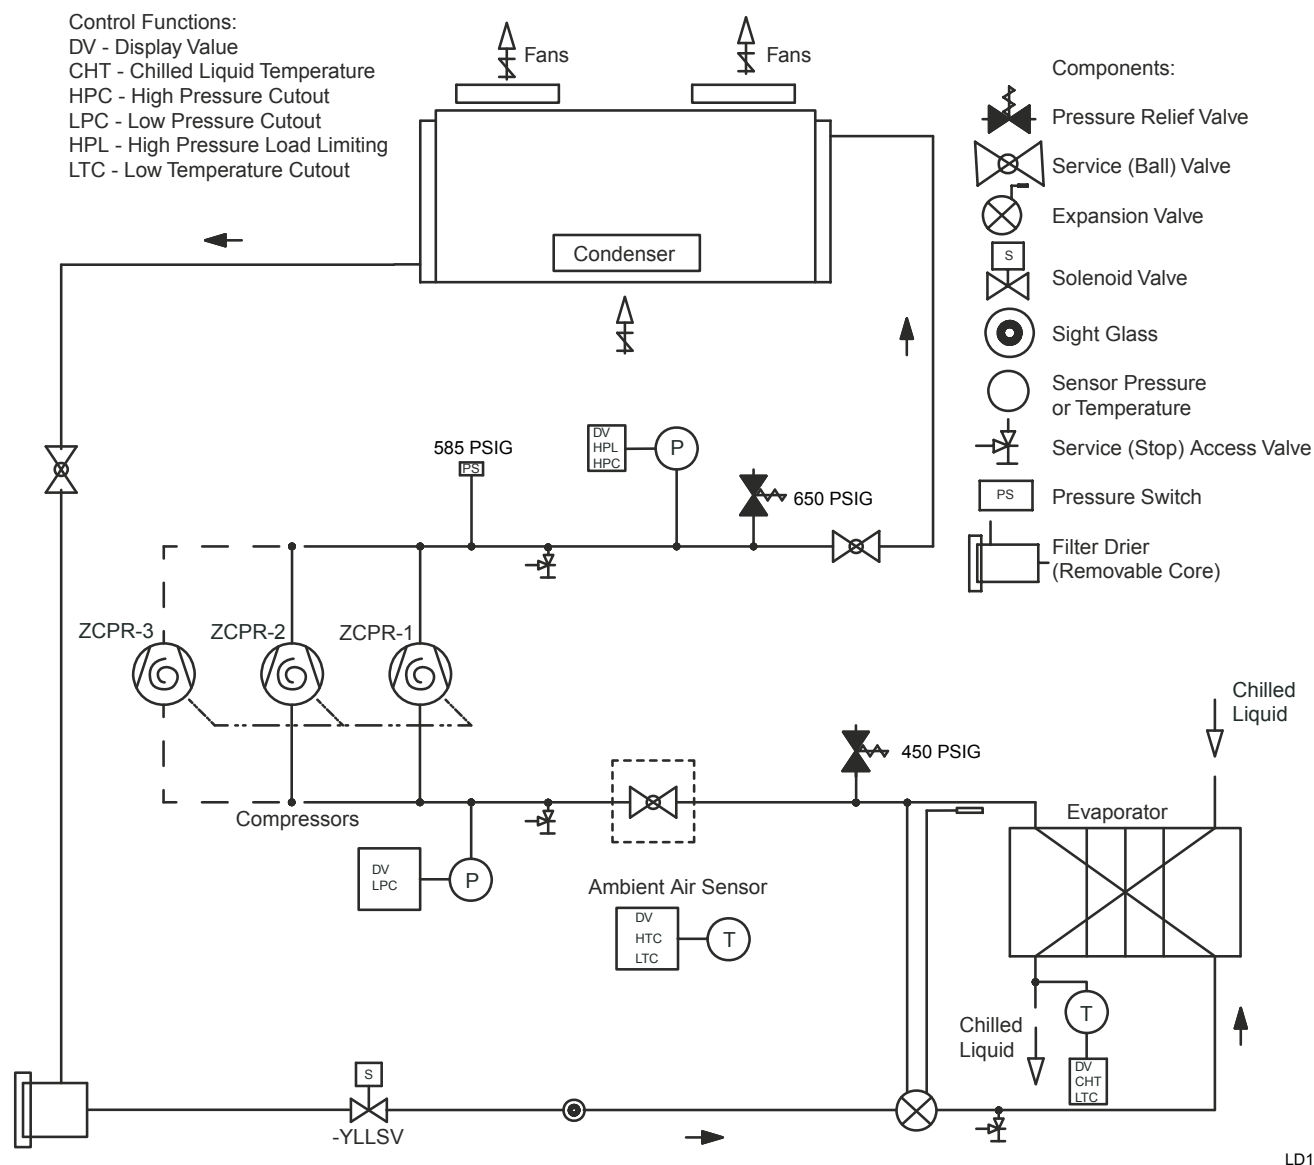 Control Functions:
DV - Display Value
CHT - Chilled Liquid Temperature
HPC - High Pressure Cutout
LPC - Low Pressure Cutout
HPL - High Pressure Load Limiting
LTC - Low Temperature Cutout
Fans
Fans
Components:
Pressure Relief Valve
Service (Ball) Valve
Expansion Valve
S
Solenoid Valve
Sight Glass
Sensor Pressure
or Temperature
Service (Stop) Access Valve
PS
Pressure Switch
Filter Drier
(Removable Core)
Condenser
585 PSIG
PS
DV
HPL
HPC
P
650 PSIG
ZCPR-3
ZCPR-2
ZCPR-1
Chilled
Liquid
450 PSIG
Compressors
Evaporator
DV
LPC
P
Ambient Air Sensor
DV
HTC
LTC
T
T
Chilled
Liquid
DV
CHT
LTC
S
-YLLSV
LD1